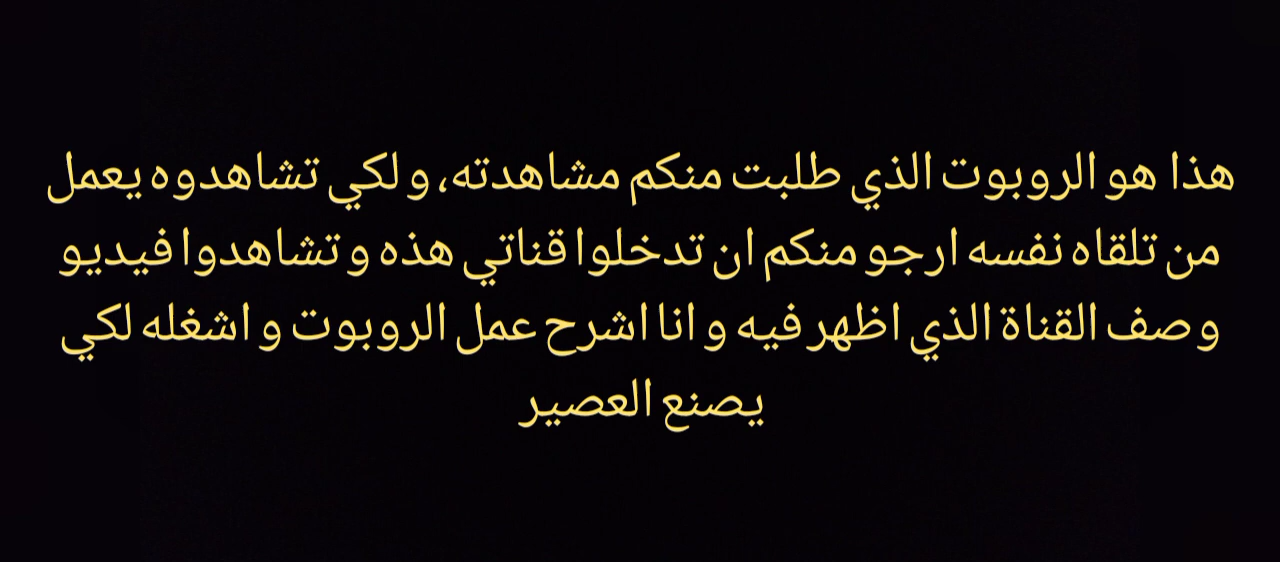 هذا هو الروبوت الذي طلبت منكم مشاهدته، و لكي تشاهدوه يعمل
من تلقاه نفسه ارجو منكم ان تدخلوا قناتي هذه و تشاهدوا فيديو
وصف القناة الذي اظهر فيه و انا اشرح عمل الروبوت و اشغله لكي
يصنع العصير